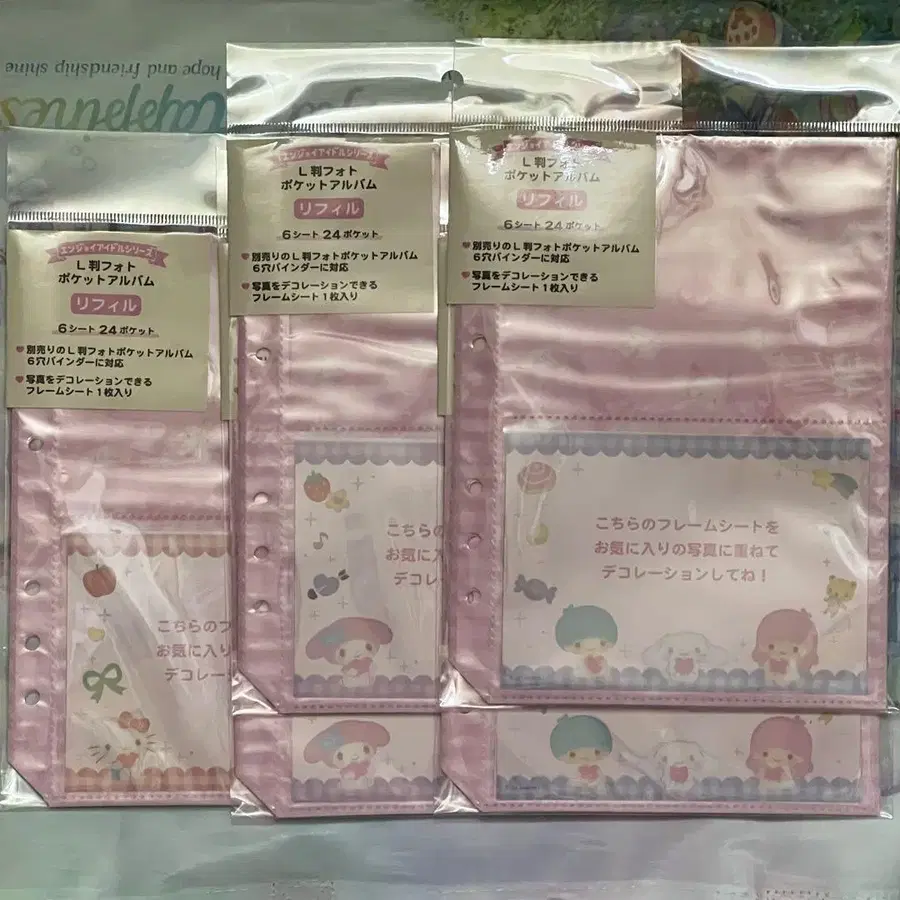 hope and friendship shine
エンジョイアイドルシリーズ
L判フォト
ポケットアルバム
リフィル
6シート 24ポケット
別売りのL判フォトポケットアルバム
6穴バインダーに対応
写真をデコレーションできる
フレームシート1枚入り
こちらのフ
お気に入り
デコレー
エンジョイアイドルシリーズ
L判フォト
ポケットアルバム
リフィル
6シート 24ポケット
別売りのL判フォトポケットアルバム
6穴バインダーに対応
写真をデコレーションできる
フレームシート1枚入り
こちらの
お気に入
デコレ
L判フォト
ポケットアルバム
リフィル
6シート 24ポケット
別売りのL判フォトポケットアルバム
6穴バインダーに対応
写真をデコレーションできる
フレームシート1枚入り
こちらのフレームシートを
お気に入りの写真に重ねて
デコレーションしてね！